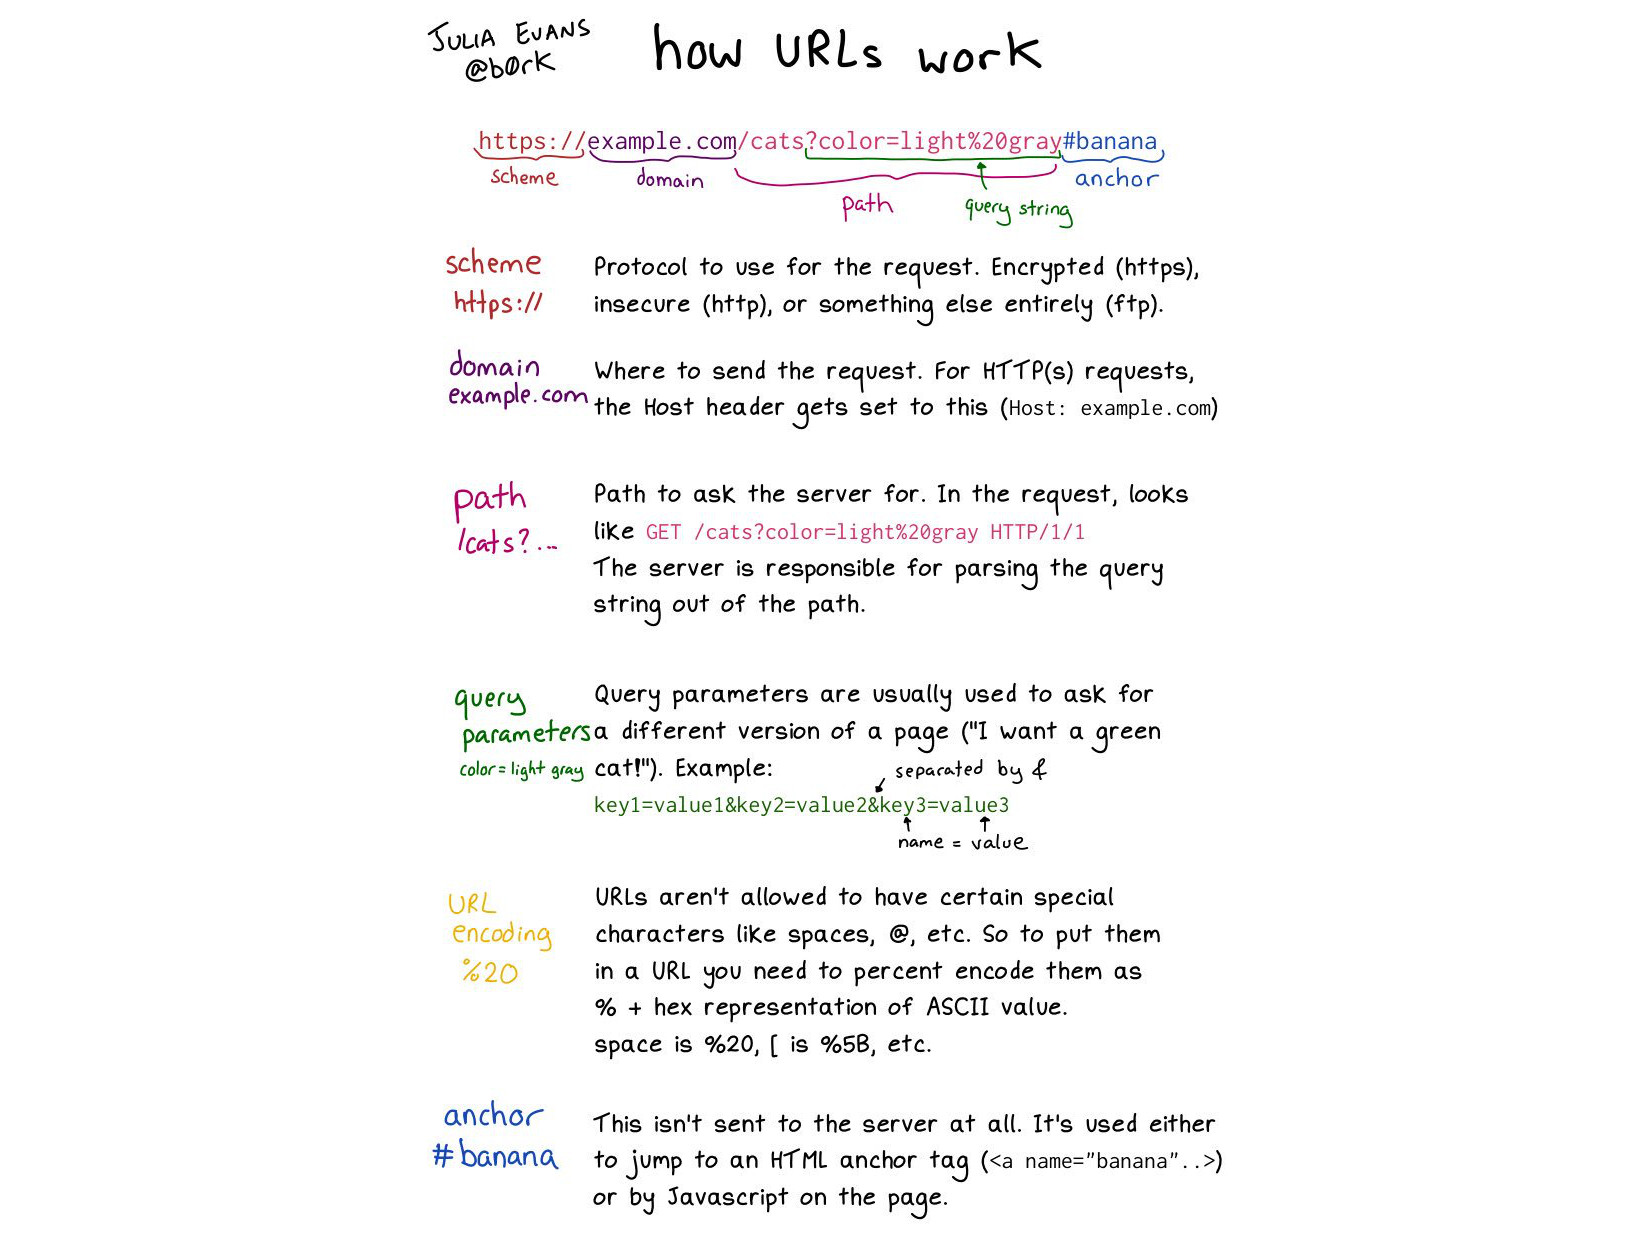 JULIA EVANS
@b0rk
how URLs work
https://example.com/cats?color=light%20gray#banana
scheme
domain
path
query string
anchor
scheme
https://
Protocol to use for the request. Encrypted (https),
insecure (http), or something else entirely (ftp).
domain
example.com
Where to send the request. For HTTP(s) requests,
the Host header gets set to this (Host: example.com)
path
/cats?...
Path to ask the server for. In the request, looks
like GET /cats?color=light%20gray HTTP/1/1
The server is responsible for parsing the query
string out of the path.
query
parameters
color=light gray
Query parameters are usually used to ask for
a different version of a page ("I want a green
cat!"). Example:
separated by &
key1=value1&key2=value2&key3=value3
name = value
URL
encoding
%20
URLs aren't allowed to have certain special
characters like spaces, @, etc. So to put them
in a URL you need to percent encode them as
% + hex representation of ASCII value.
space is %20, [ is %5B, etc.
anchor
#banana
This isn't sent to the server at all. It's used either
to jump to an HTML anchor tag (<a name="banana"..>)
or by Javascript on the page.